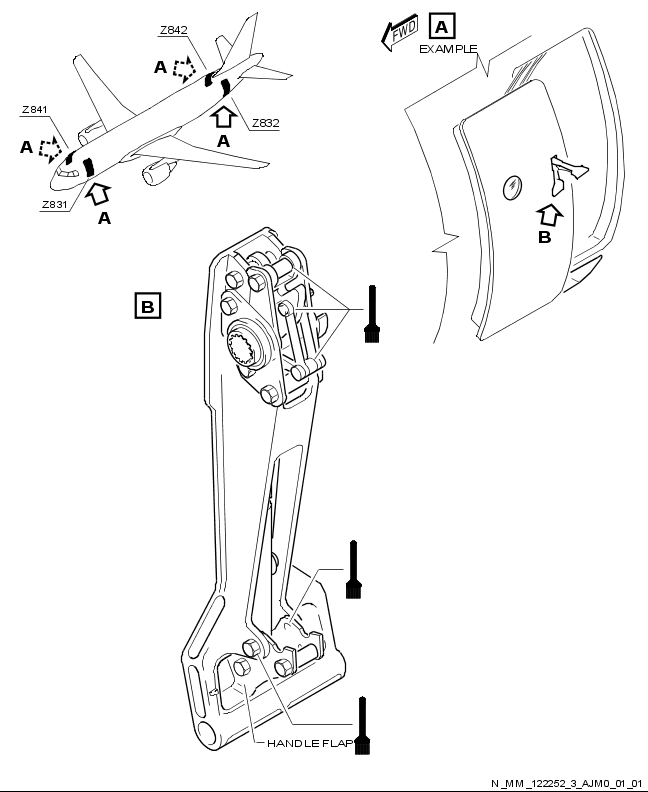 FWD
A
EXAMPLE
Z842
A
Z841
A
Z832
A
Z831
A
B
B
HANDLE FLAP
N_MM_122252_3_AJM0_01_01